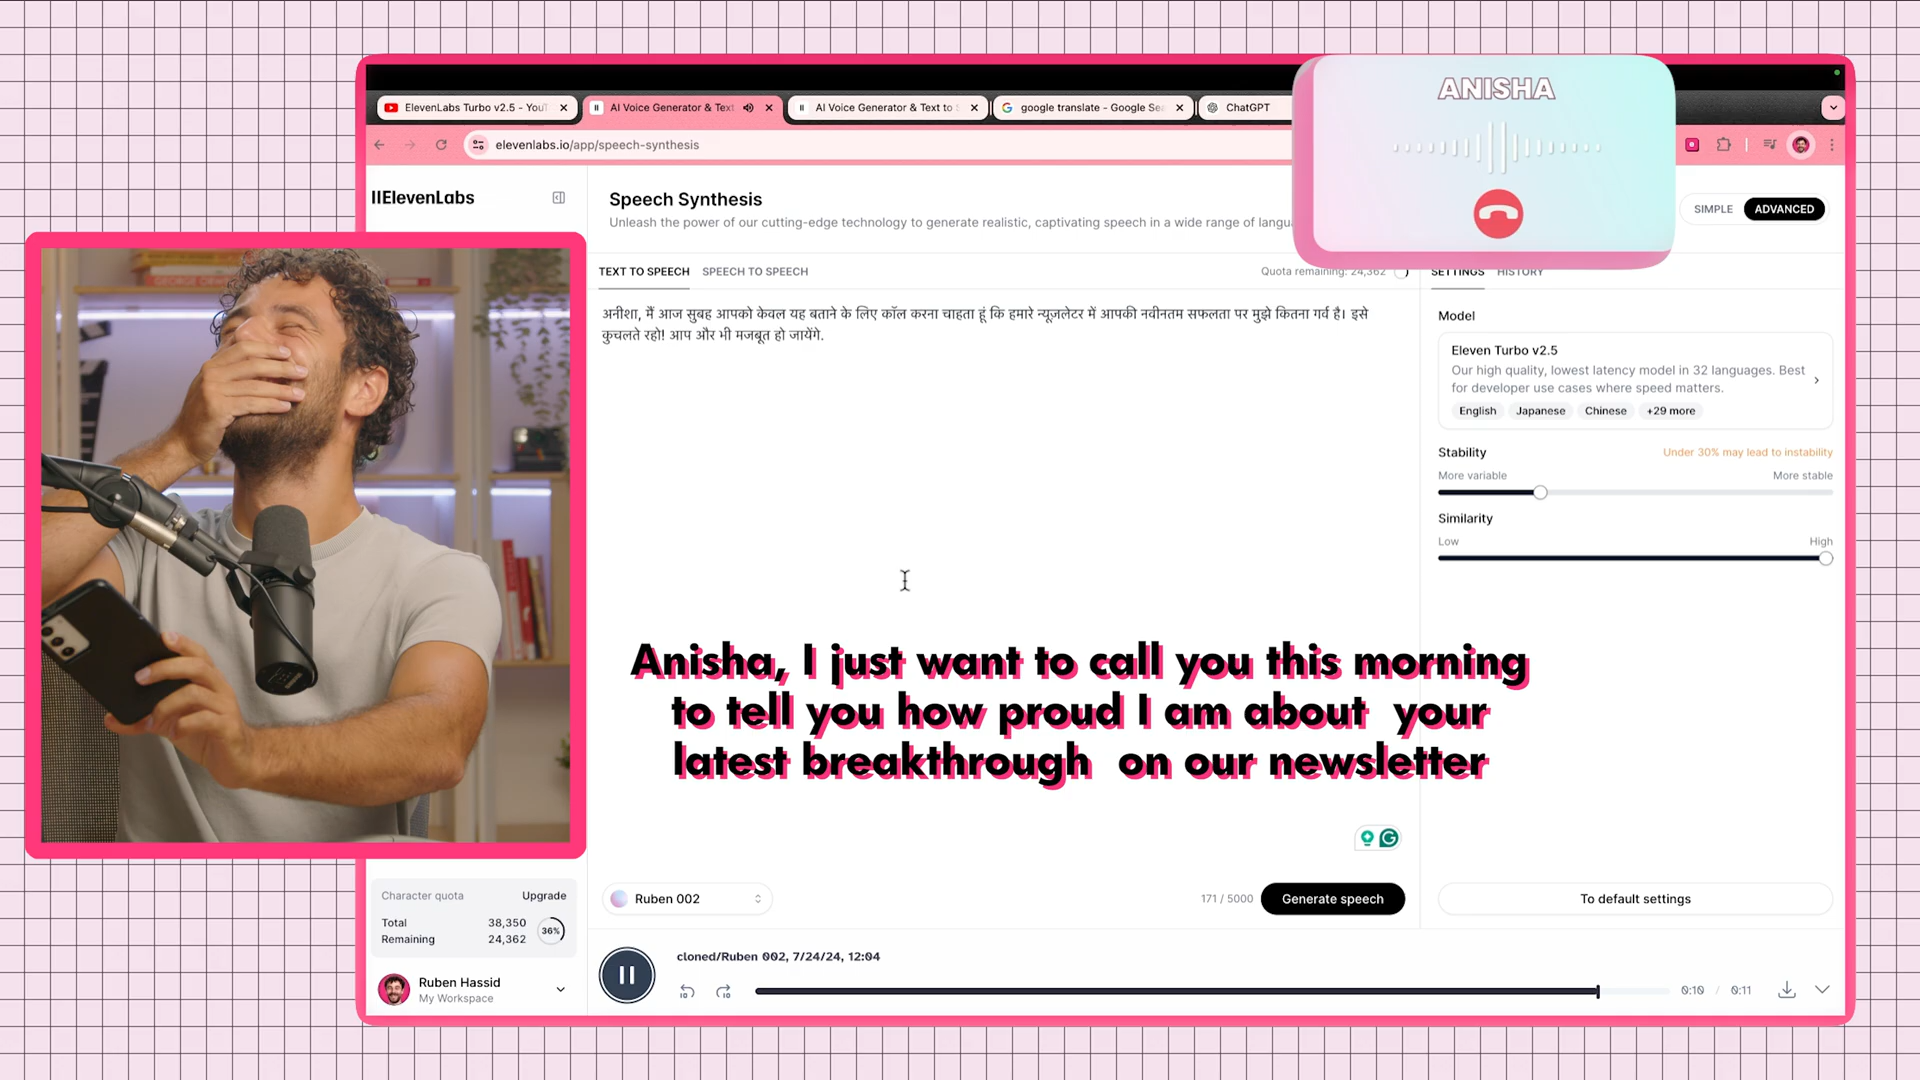 ANISHA
ElevenLabs Turbo v2.5 - You
AI Voice Generator & Text
AI Voice Generator & Text to
google translate - Google Se
ChatGPT
elevenlabs.io/app/speech-synthesis
IIElevenLabs
Speech Synthesis
Unleash the power of our cutting-edge technology to generate realistic, captivating speech in a wide range of langu
SIMPLE
ADVANCED
TEXT TO SPEECH
SPEECH TO SPEECH
Quota remaining: 24,362
SETTINGS
HISTORY
अनीशा, मैं आज सुबह आपको केवल यह बताने के लिए कॉल करना चाहता हूं कि हमारे न्यूज़लेटर में आपकी नवीनतम सफलता पर मुझे कितना गर्व है। इसे
कुचलते रहो! आप और भी मजबूत हो जायेंगे.
Model
Eleven Turbo v2.5
Our high quality, lowest latency model in 32 languages. Best
for developer use cases where speed matters.
English
Japanese
Chinese
+29 more
Stability
Under 30% may lead to instability
More variable
More stable
Similarity
Low
High
Anisha, I just want to call you this morning
to tell you how proud I am about your
latest breakthrough on our newsletter
Character quota
Upgrade
Total 38,350
Remaining 24,362
36%
Ruben 002
171 / 5000
Generate speech
To default settings
Ruben Hassid
My Workspace
cloned/Ruben 002, 7/24/24, 12:04
10
10
0:10 / 0:11